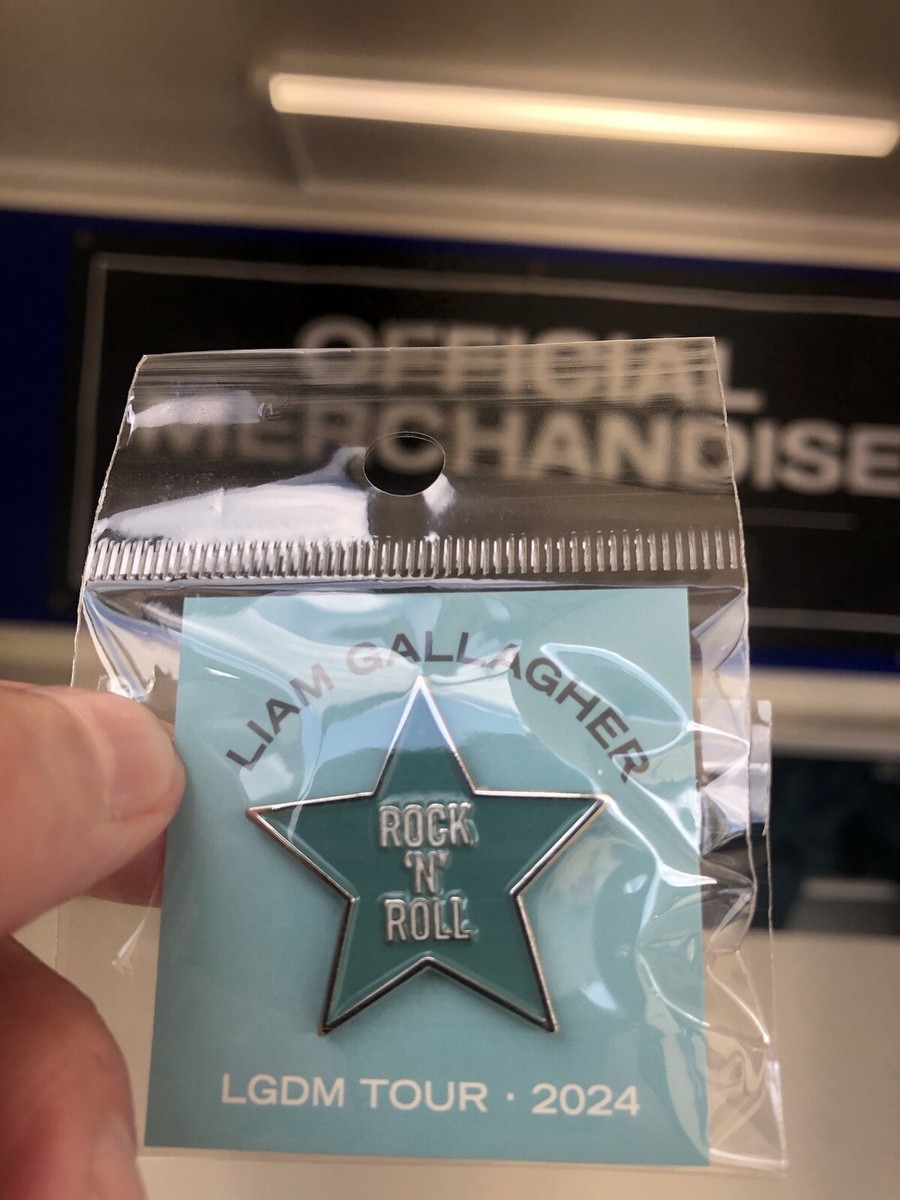 OFFICIAL
MERCHANDISE
LIAM GALLAGHER
ROCK
'N'
ROLL
LGDM TOUR · 2024